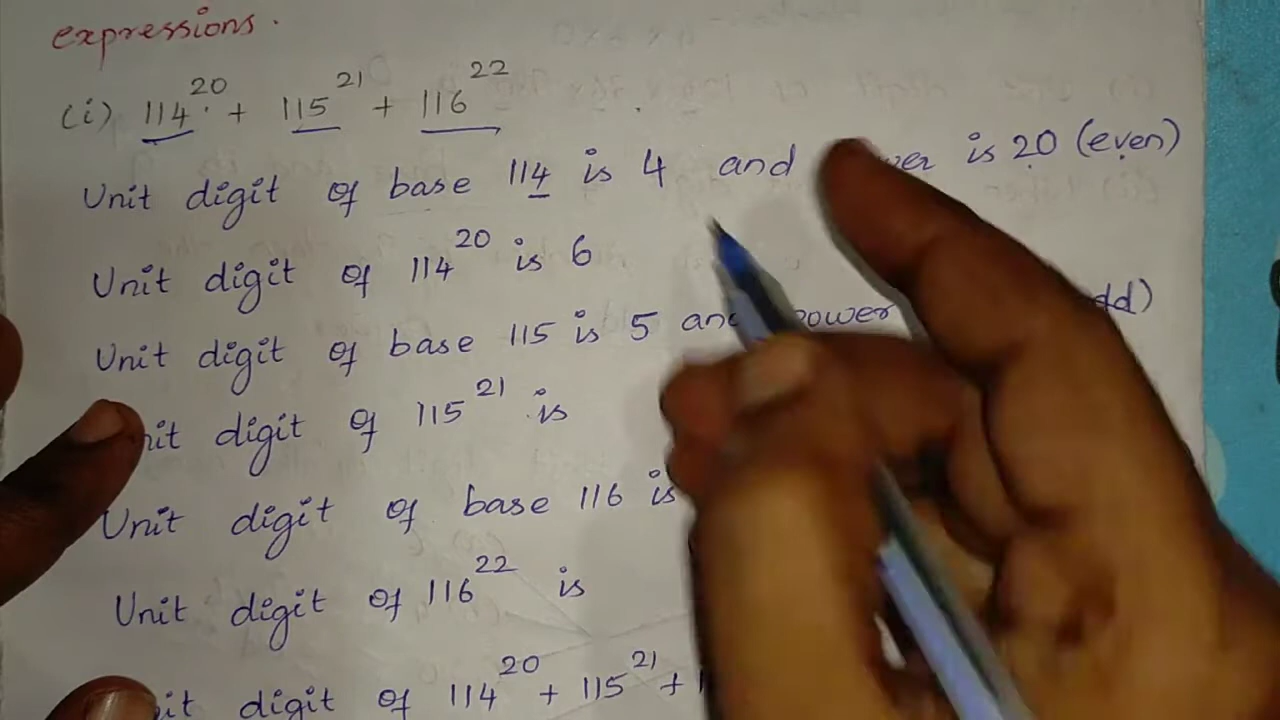 expressions.
(i) 114^20 + 115^21 + 116^22
Unit digit of base 114 is 4 and is 20 (even)
Unit digit of 114^20 is 6
Unit digit of base 115 is 5 and power
digit of 115^21 is
Unit digit of base 116 is
Unit digit of 116^22 is
digit of 114^20 + 115^21 +